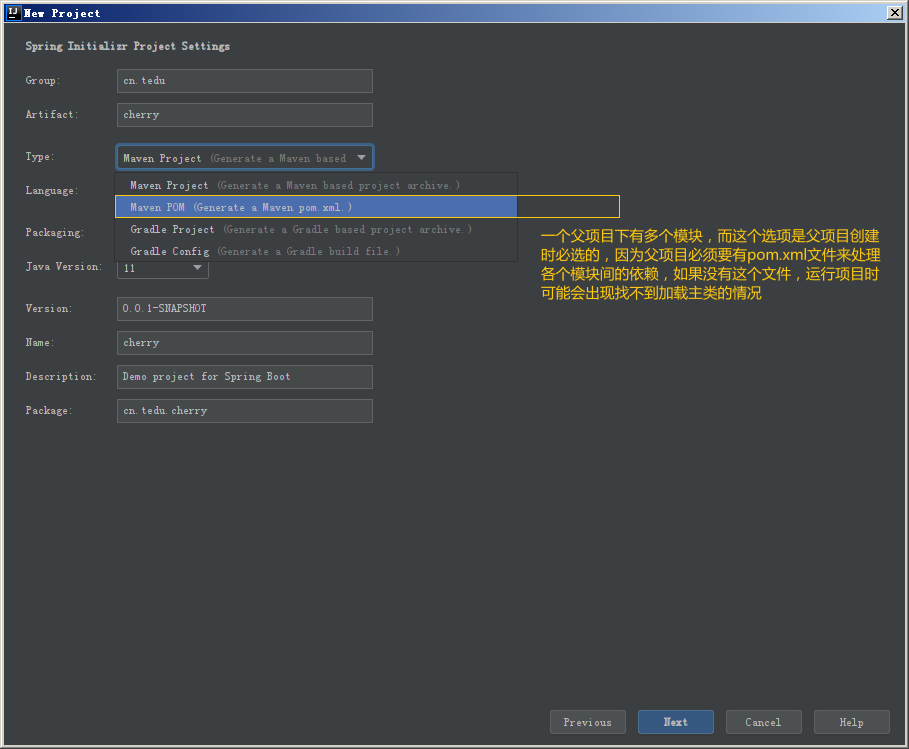 New Project
Spring Initializr Project Settings
Group: cn.tedu
Artifact: cherry
Type: Maven Project (Generate a Maven based
Maven Project (Generate a Maven based project archive.)
Language:
Maven POM (Generate a Maven pom.xml.)
Packaging: Gradle Project (Generate a Gradle based project archive.)
Gradle Config (Generate a Gradle build file.)
Java Version: 11
一个父项目下有多个模块，而这个选项是父项目创建
时必选的，因为父项目必须要有pom.xml文件来处理
各个模块间的依赖，如果没有这个文件，运行项目时
可能会出现找不到加载主类的情况
Version: 0.0.1-SNAPSHOT
Name: cherry
Description: Demo project for Spring Boot
Package: cn.tedu.cherry
Previous Next Cancel Help